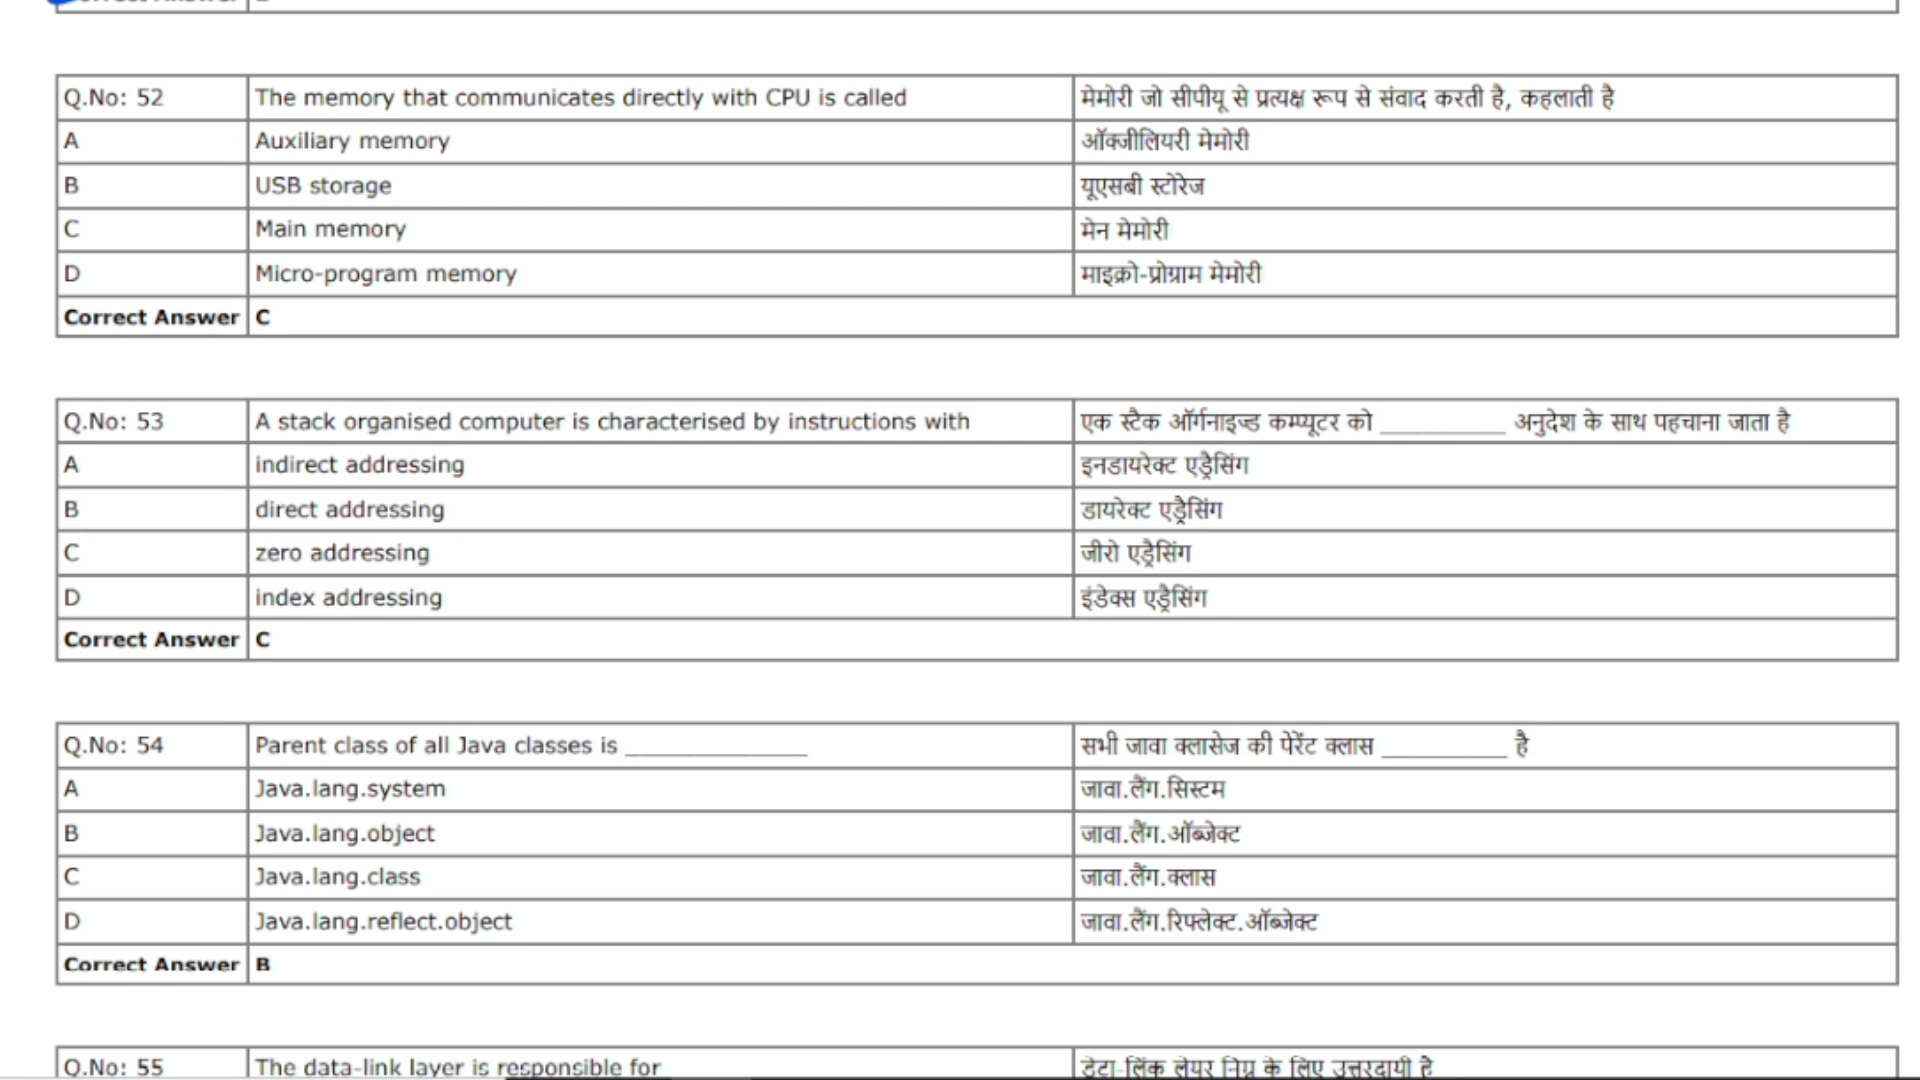 Correct Answer
Q.No: 52 The memory that communicates directly with CPU is called मेमोरी जो सीपीयू से प्रत्यक्ष रूप से संवाद करती है, कहलाती है
A Auxiliary memory ऑक्जीलियरी मेमोरी
B USB storage यूएसबी स्टोरेज
C Main memory मेन मेमोरी
D Micro-program memory माइक्रो-प्रोग्राम मेमोरी
Correct Answer C
Q.No: 53 A stack organised computer is characterised by instructions with एक स्टैक ऑर्गनाइज्ड कम्प्यूटर को __________ अनुदेश के साथ पहचाना जाता है
A indirect addressing इनडायरेक्ट एड्रैसिंग
B direct addressing डायरेक्ट एड्रैसिंग
C zero addressing जीरो एड्रैसिंग
D index addressing इंडेक्स एड्रैसिंग
Correct Answer C
Q.No: 54 Parent class of all Java classes is ______________ सभी जावा क्लासेज की पेरेंट क्लास __________ है
A Java.lang.system जावा.लैंग.सिस्टम
B Java.lang.object जावा.लैंग.ऑब्जेक्ट
C Java.lang.class जावा.लैंग.क्लास
D Java.lang.reflect.object जावा.लैंग.रिफ्लेक्ट.ऑब्जेक्ट
Correct Answer B
Q.No: 55 The data-link layer is responsible for डेटा-लिंक लेयर निम्न के लिए उत्तरदायी है